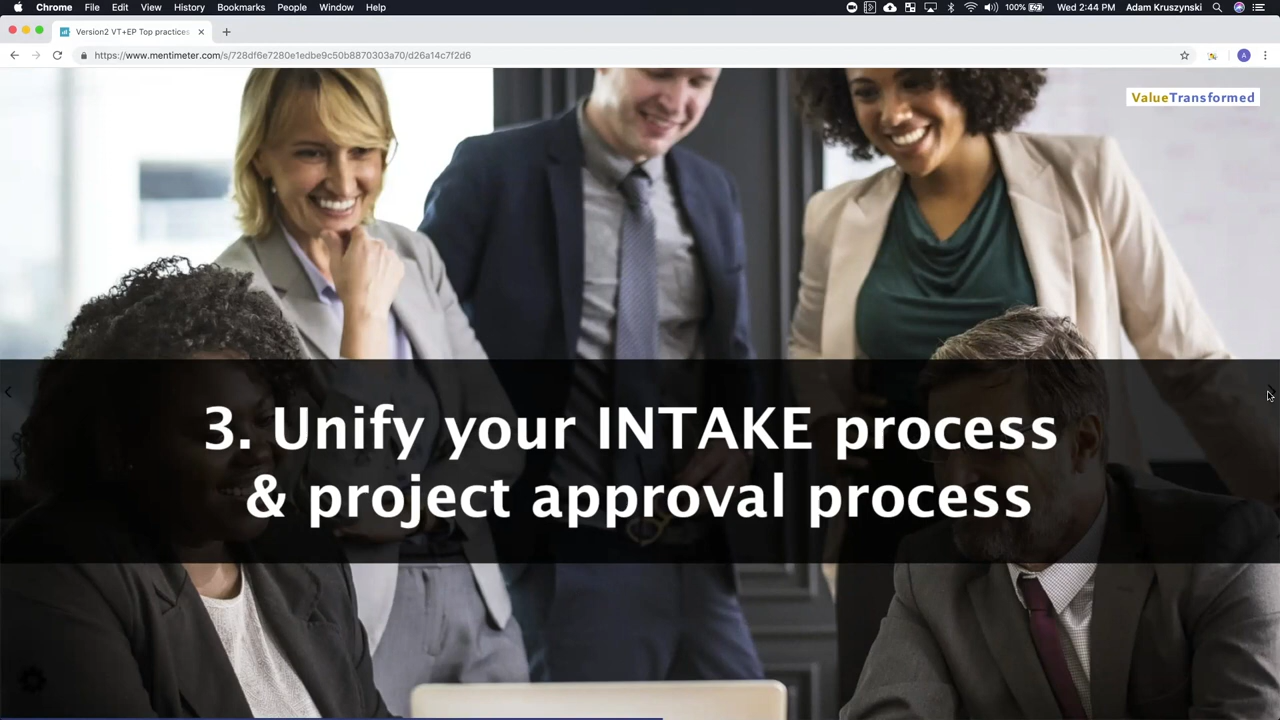 Chrome File Edit View History Bookmarks People Window Help 100% Wed 2:44 PM Adam Kruszynski
Version2 VT+EP Top practices
https://www.mentimeter.com/s/728df6e7280e1edbe9c50b8870303a70/d26a14c7f2d6
A
ValueTransformed
3. Unify your INTAKE process
& project approval process